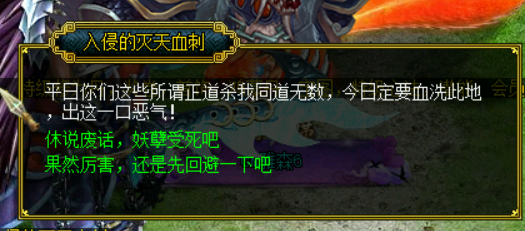 入侵的灭天血刺
平日你们这些所谓正道杀我同道无数，今日定要血洗此地
，出这一口恶气！
休说废话，妖孽受死吧
果然厉害，还是先回避一下吧